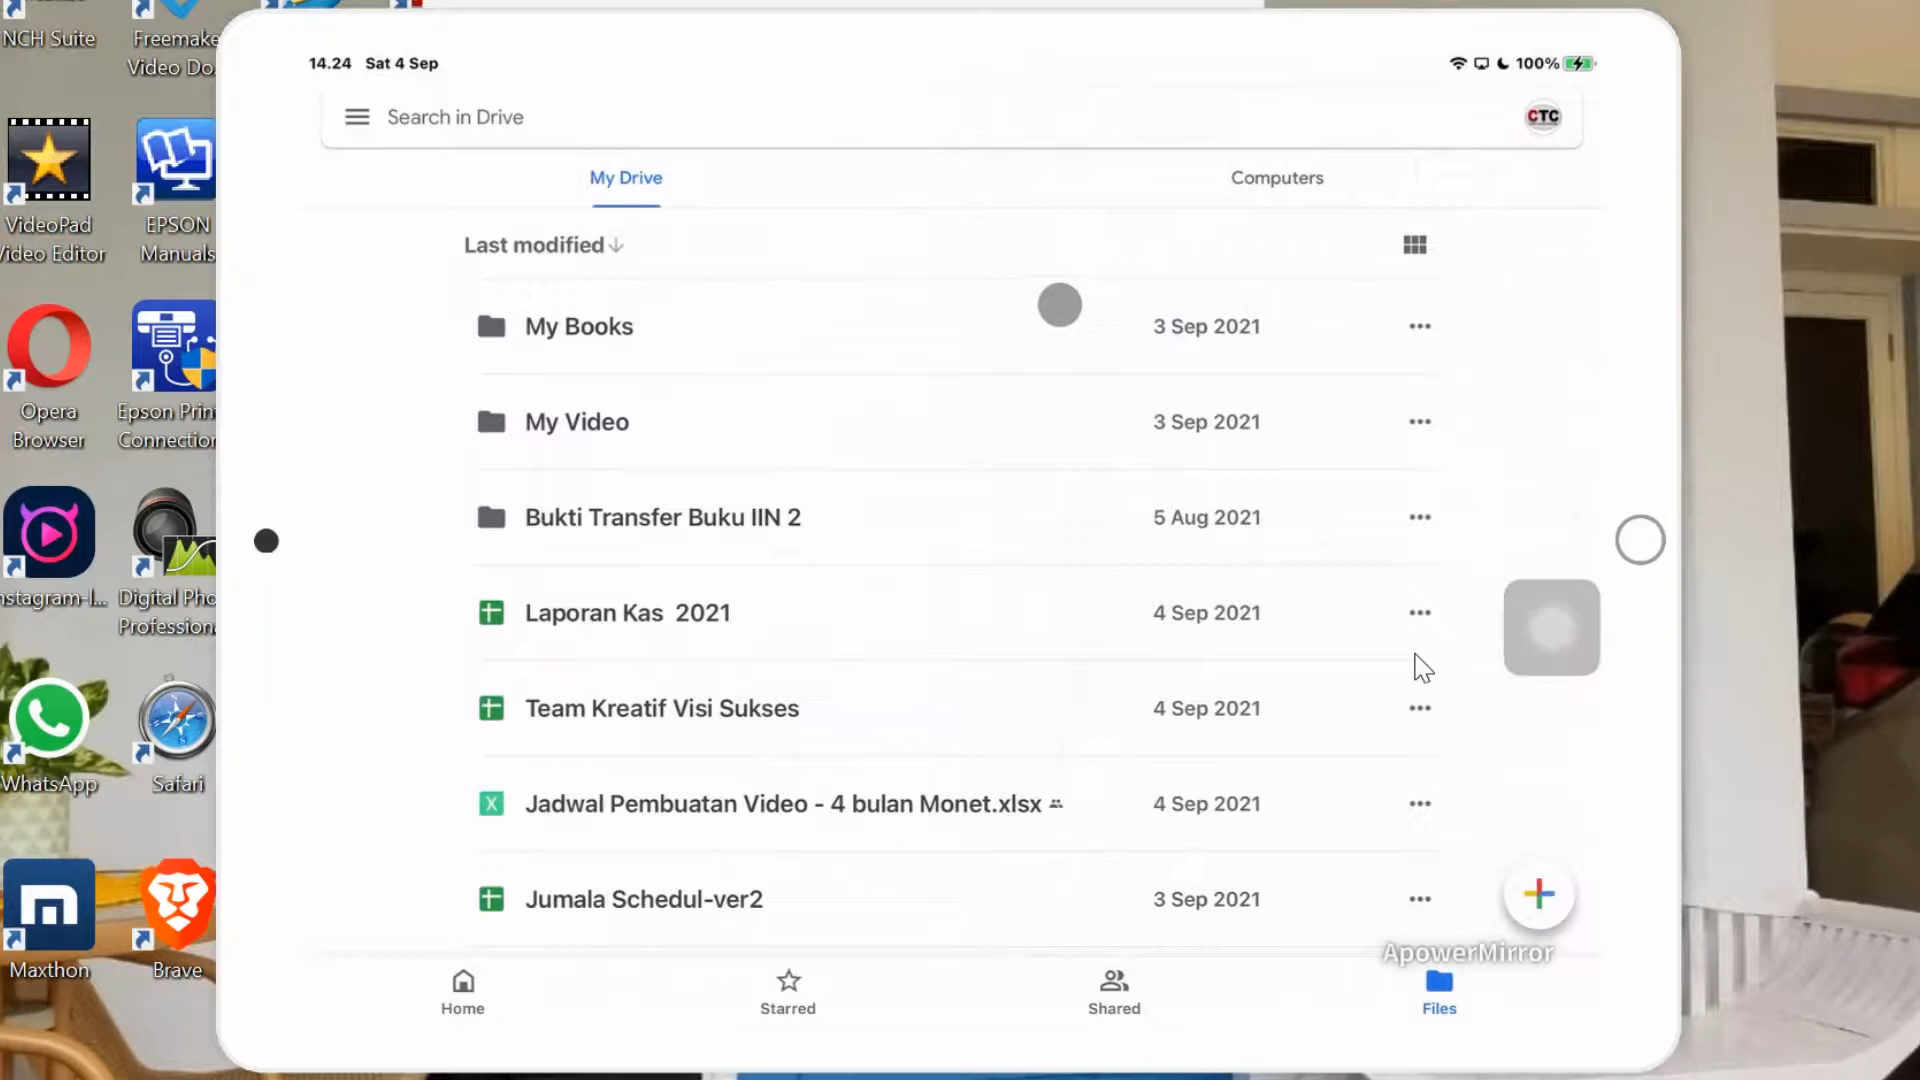 NCH Suite
Freemake
Video Do
VideoPad
Video Editor
EPSON
Manuals
Opera
Browser
Epson Prin
Connection
nstagram-I...
Digital Pho
Profession
WhatsApp
Safari
Maxthon
Brave
14.24 Sat 4 Sep
100%
Search in Drive
CTC
My Drive
Computers
Last modified
My Books 3 Sep 2021
My Video 3 Sep 2021
Bukti Transfer Buku IIN 2 5 Aug 2021
Laporan Kas 2021 4 Sep 2021
Team Kreatif Visi Sukses 4 Sep 2021
X Jadwal Pembuatan Video - 4 bulan Monet.xlsx 4 Sep 2021
Jumala Schedul-ver2 3 Sep 2021
ApowerMirror
Home
Starred
Shared
Files